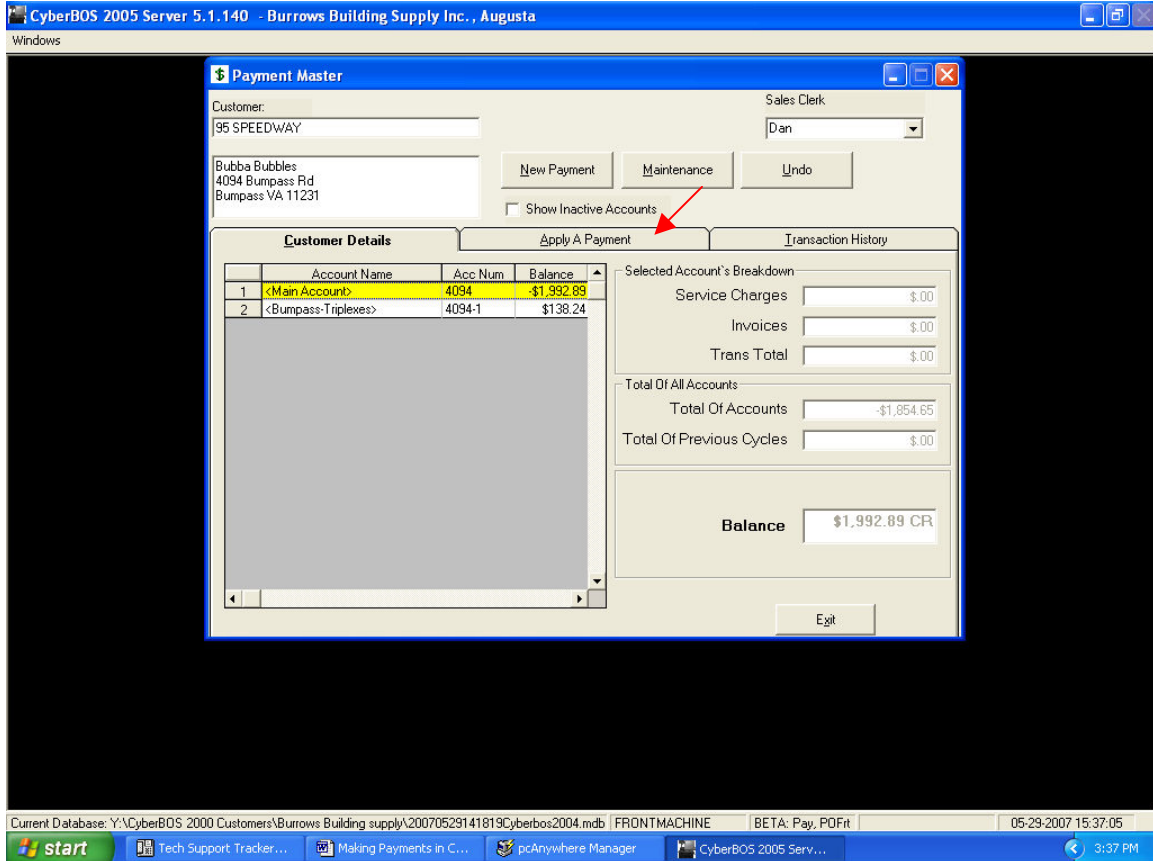 CyberBOS 2005 Server 5.1.140 - Burrows Building Supply Inc., Augusta
Windows
Payment Master
Customer:
Sales Clerk
95 SPEEDWAY
Dan
Bubba Bubbles
4094 Bumpass Rd
Bumpass VA 11231
New Payment
Maintenance
Undo
Show Inactive Accounts
Customer Details
Apply A Payment
Transaction History
Account Name Acc Num Balance
1 <Main Account> 4094 -$1,992.89
2 <Bumpass-Triplexes> 4094-1 $138.24
Selected Account`s Breakdown
Service Charges $.00
Invoices $.00
Trans Total $.00
Total Of All Accounts
Total Of Accounts -$1,854.65
Total Of Previous Cycles $.00
Balance $1,992.89 CR
Exit
Current Database: Y:\CyberBOS 2000 Customers\Burrows Building supply\20070529141819Cyberbos2004.mdb FRONTMACHINE BETA: Pay, POFrt 05-29-2007 15:37:05
start Tech Support Tracker... Making Payments in C... pcAnywhere Manager CyberBOS 2005 Serv... 3:37 PM